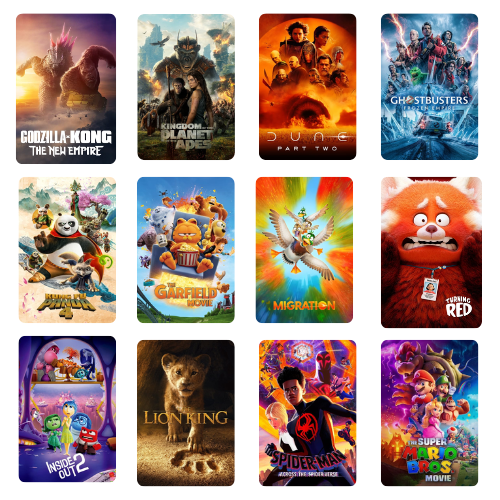 GODZILLA-KONG
THE NEW EMPIRE
KINGDOM OF THE
PLANET
OF THE
APES
DUNE
PART TWO
GHOSTBUSTERS
FROZEN EMPIRE
KUNG FU
PANDA
4
THE
GARFIELD
MOVIE
MIGRATION
TURNING
RED
INSIDE
OUT 2
THE
LION KING
SPIDER-MAN
ACROSS THE SPIDER-VERSE
THE SUPER
MARIO
BROS
MOVIE